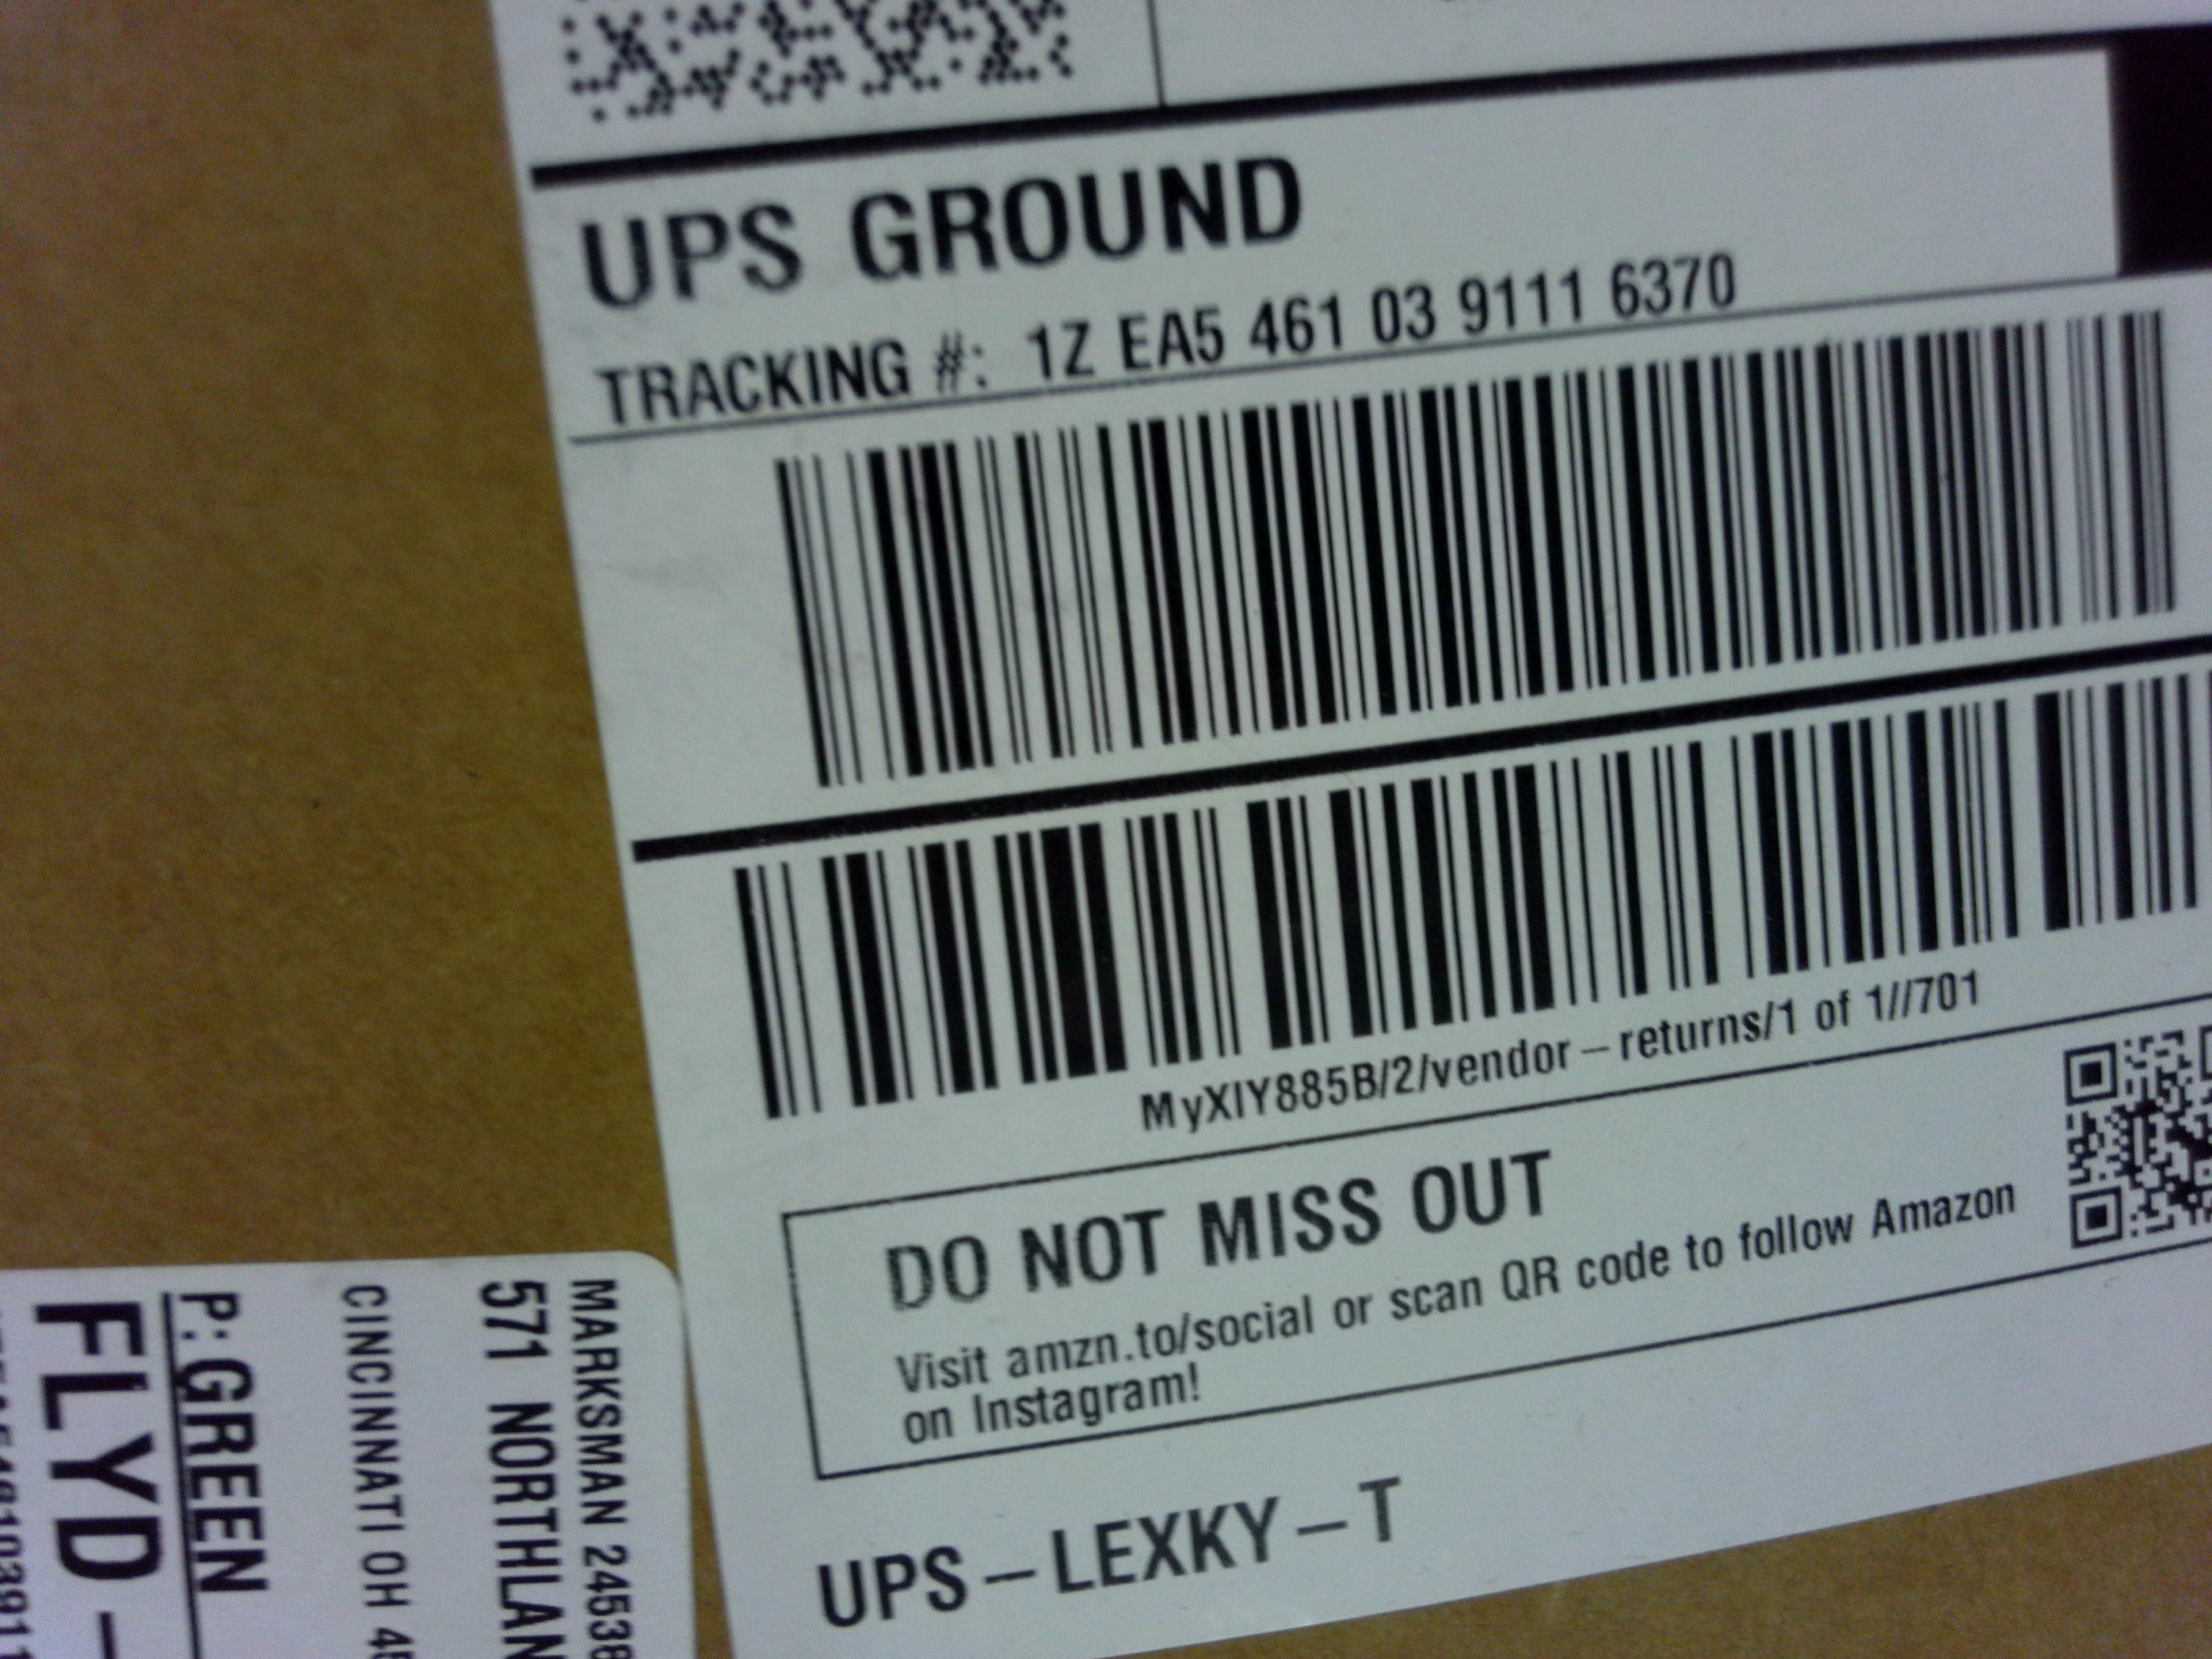 UPS GROUND
TRACKING #: 1Z EA5 461 03 9111 6370
MyXIY885B/2/vendor-returns/1 of 1//701
DO NOT MISS OUT
Visit amzn.to/social or scan QR code to follow Amazon
on Instagram!
UPS-LEXKY-T
MARKSMAN 24538
571 NORTHLAN
CINCINNATI OH 45
P: GREEN
FLYD-